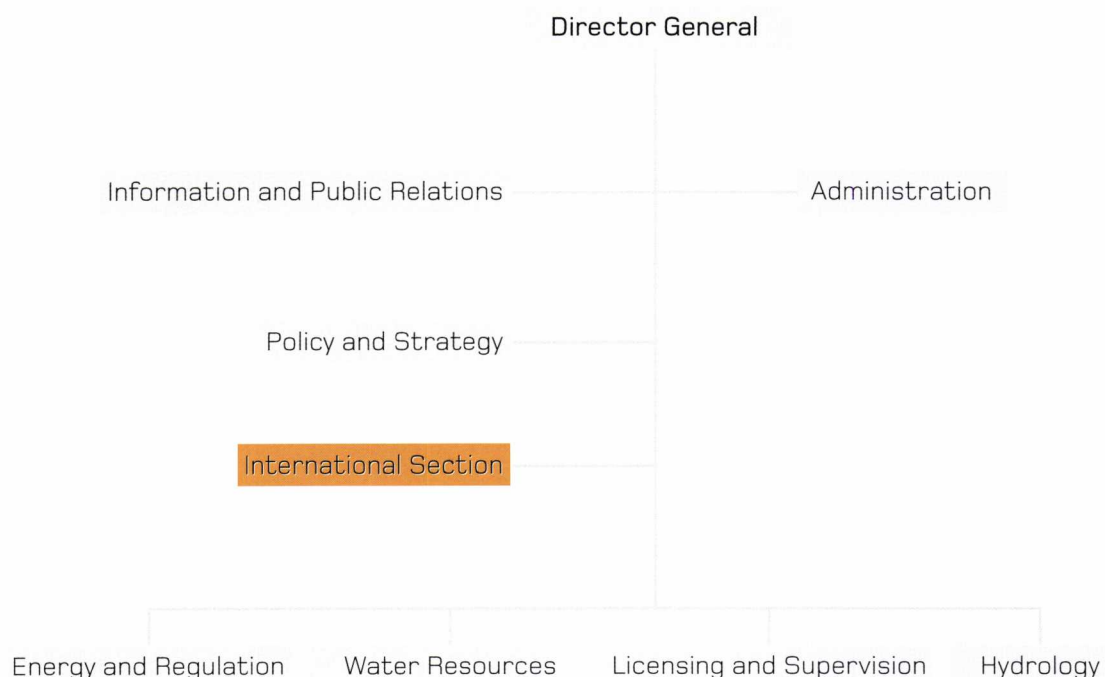 Director General
Information and Public Relations
Administration
Policy and Strategy
International Section
Energy and Regulation
Water Resources
Licensing and Supervision
Hydrology